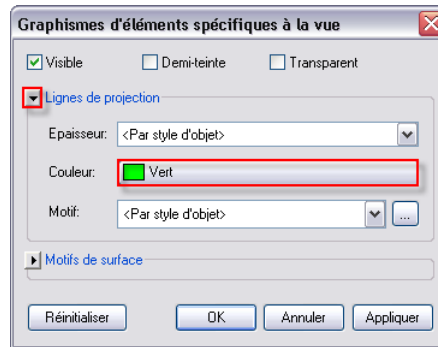 Graphismes d'éléments spécifiques à la vue
Visible Demi-teinte Transparent
Lignes de projection
Epaisseur: <Par style d'objet>
Couleur: Vert
Motif: <Par style d'objet> ...
Motifs de surface
Réinitialiser OK Annuler Appliquer